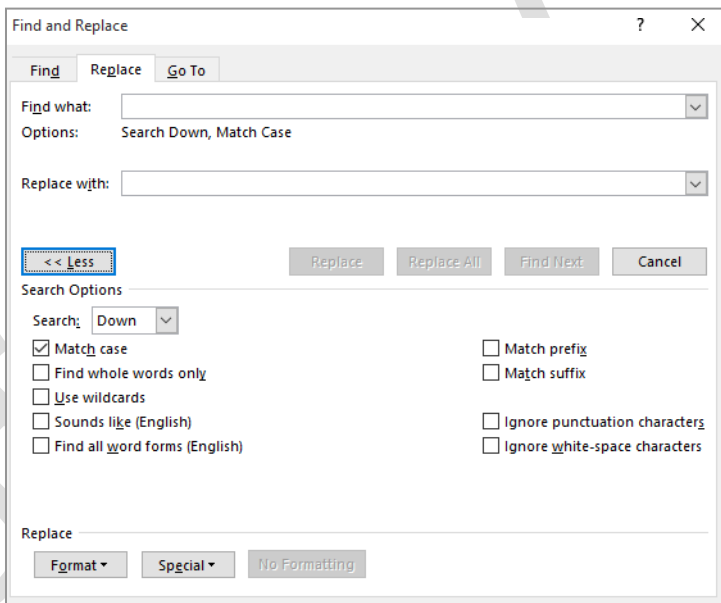 Find and Replace ? X
Find Replace Go To
Find what:
Options: Search Down, Match Case
Replace with:
<< Less Replace Replace All Find Next Cancel
Search Options
Search: Down
Match case Match prefix
Find whole words only Match suffix
Use wildcards
Sounds like (English) Ignore punctuation characters
Find all word forms (English) Ignore white-space characters
Replace
Format Special No Formatting